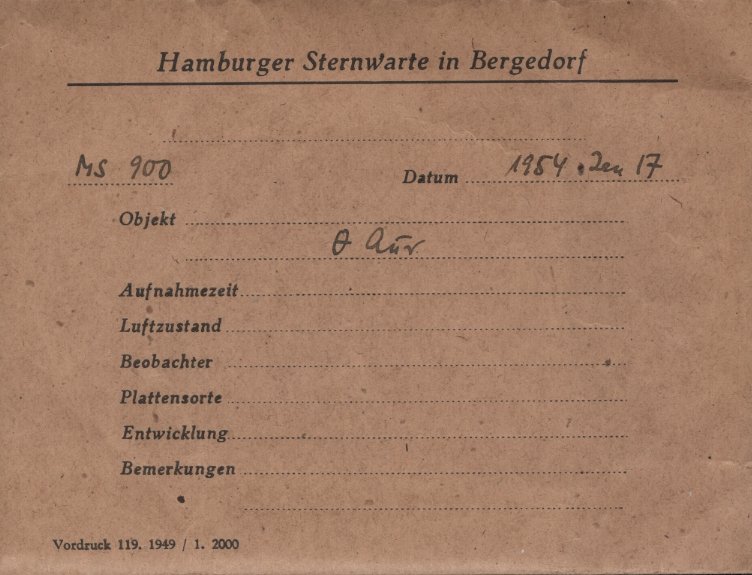 Hamburger Sternwarte in Bergedorf
MS 900
Datum 1954 Jan 17
Objekt
θ Aur
Aufnahmezeit
Luftzustand
Beobachter
Plattensorte
Entwicklung
Bemerkungen
Vordruck 119. 1949 / 1. 2000